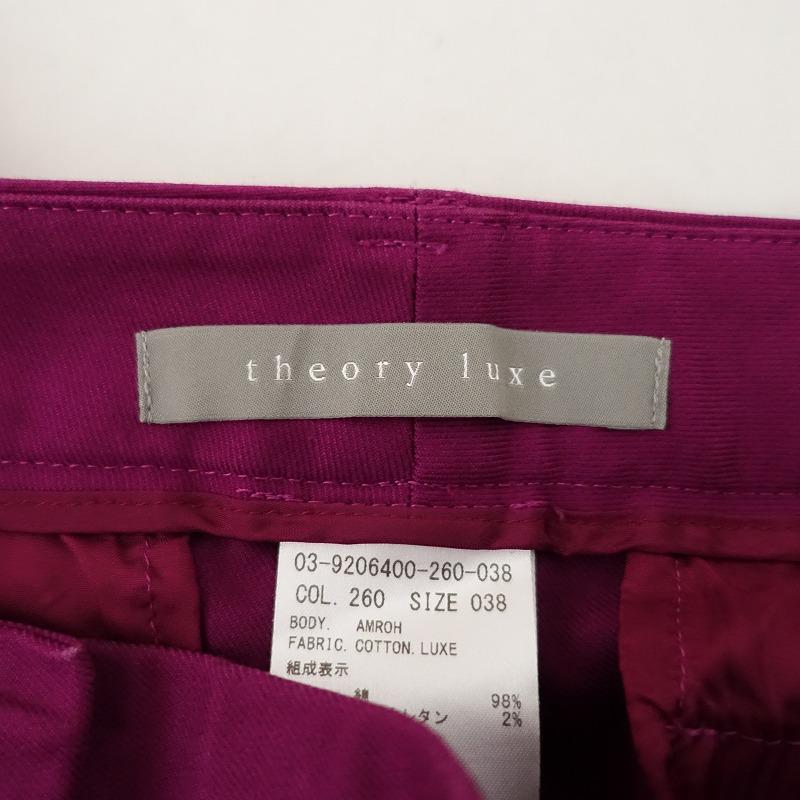 theory luxe
03-9206400-260-038
COL. 260 SIZE 038
BODY. AMROH
FABRIC. COTTON. LUXE
組成表示
綿 98%
2%